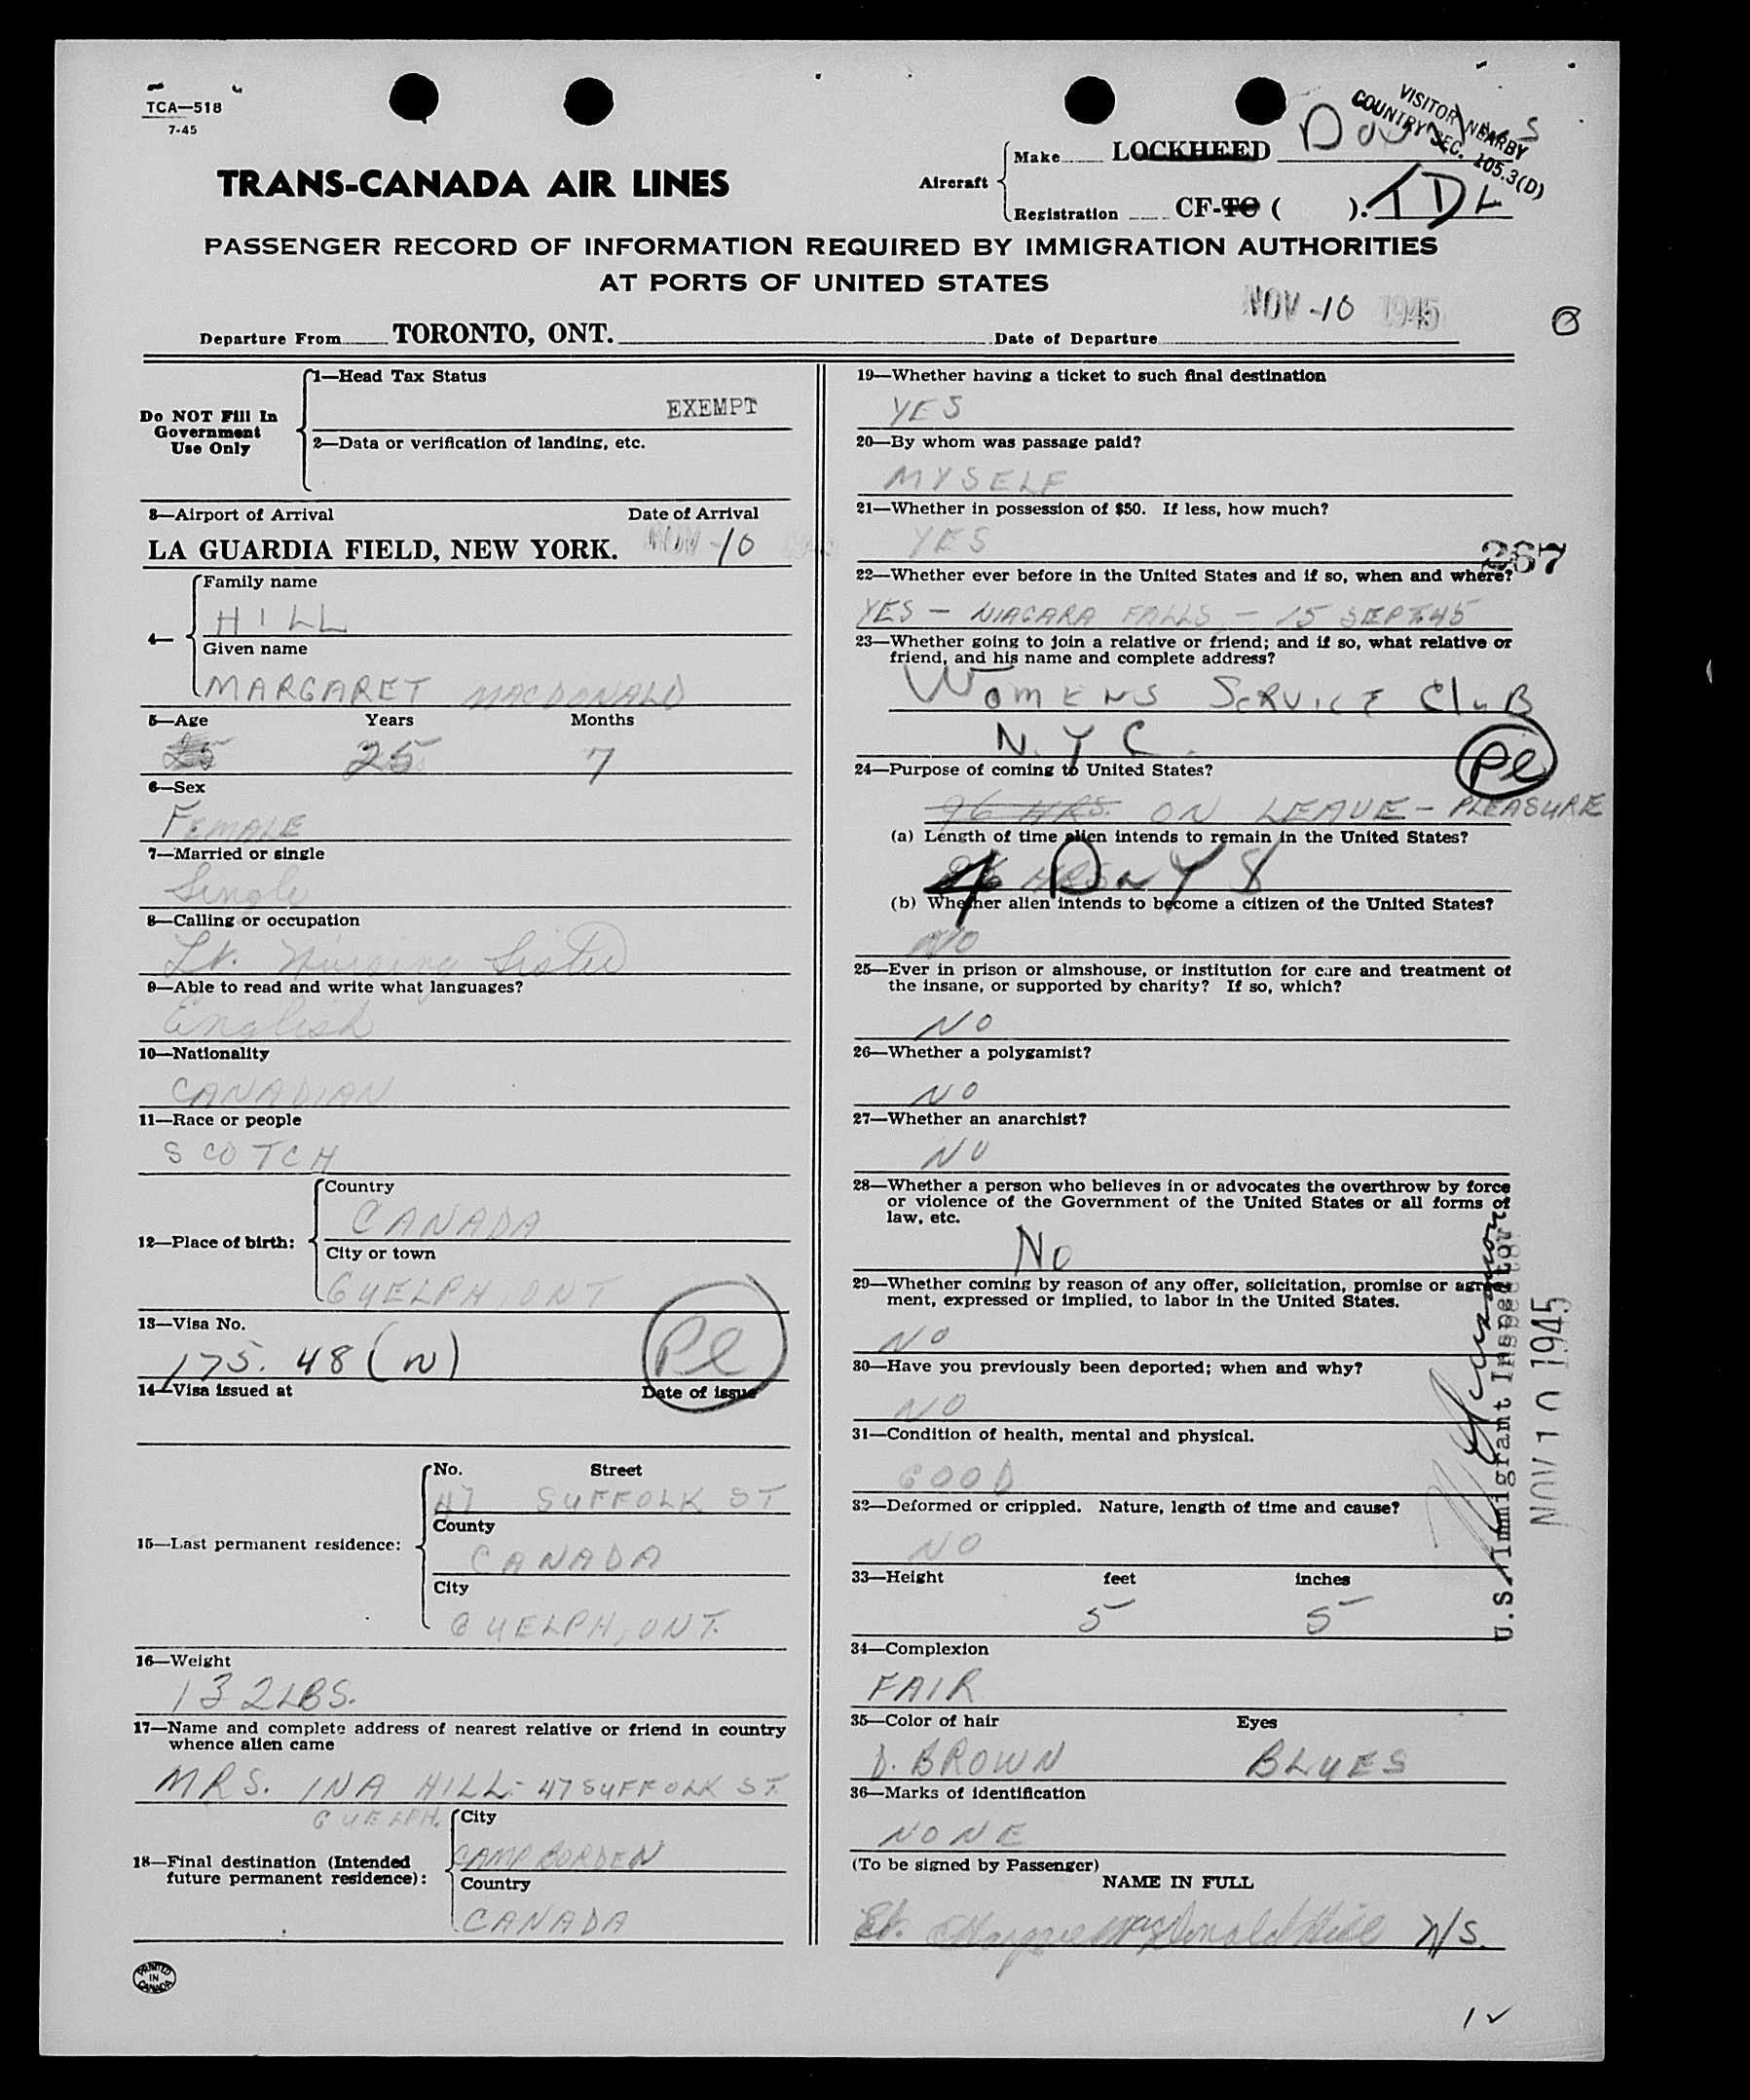 TCA—518
7-45
VISITOR NEARBY
COUNTRY SEC. 105.3(D)
TRANS-CANADA AIR LINES
Aircraft
Make LOCKHEED Douglas
Registration CF-TC ( ). TDL
PASSENGER RECORD OF INFORMATION REQUIRED BY IMMIGRATION AUTHORITIES
AT PORTS OF UNITED STATES
NOV -10 1945
Departure From TORONTO, ONT. Date of Departure
Do NOT Fill In
Government
Use Only
1—Head Tax Status
EXEMPT
2—Data or verification of landing, etc.
3—Airport of Arrival Date of Arrival
LA GUARDIA FIELD, NEW YORK. NOV -10 1945
4—
Family name
HILL
Given name
MARGARET MACDONALD
5—Age Years Months
25 25 7
6—Sex
FEMALE
7—Married or single
Single
8—Calling or occupation
Lt. Nursing Sister
9—Able to read and write what languages?
English
10—Nationality
CANADIAN
11—Race or people
SCOTCH
12—Place of birth:
Country
CANADA
City or town
GUELPH, ONT
13—Visa No.
175. 48 (N)
Pl
14—Visa issued at Date of issue
15—Last permanent residence:
No. Street
47 SUFFOLK ST
County
CANADA
City
GUELPH, ONT.
16—Weight
132 LBS.
17—Name and complete address of nearest relative or friend in country
whence alien came
MRS. INA HILL - 47 SUFFOLK ST.
GUELPH.
18—Final destination (Intended
future permanent residence):
City
CAMP BORDEN
Country
CANADA
PRINTED
IN
CANADA
19—Whether having a ticket to such final destination
YES
20—By whom was passage paid?
MYSELF
21—Whether in possession of $50. If less, how much?
YES
267
22—Whether ever before in the United States and if so, when and where?
YES - NIAGARA FALLS - 15 SEPT 45
23—Whether going to join a relative or friend; and if so, what relative or
friend, and his name and complete address?
WOMENS SERVICE CLUB
N. Y C.
Pl
24—Purpose of coming to United States?
96 HRS. ON LEAVE - PLEASURE
(a) Length of time alien intends to remain in the United States?
96 HRS
4 DAYS
(b) Whether alien intends to become a citizen of the United States?
NO
25—Ever in prison or almshouse, or institution for care and treatment of
the insane, or supported by charity? If so, which?
NO
26—Whether a polygamist?
NO
27—Whether an anarchist?
NO
28—Whether a person who believes in or advocates the overthrow by force
or violence of the Government of the United States or all forms of
law, etc.
No
29—Whether coming by reason of any offer, solicitation, promise or agree-
ment, expressed or implied, to labor in the United States.
NO
30—Have you previously been deported; when and why?
NO
31—Condition of health, mental and physical.
GOOD
32—Deformed or crippled. Nature, length of time and cause?
NO
33—Height feet inches
5 5
34—Complexion
FAIR
35—Color of hair Eyes
D. BROWN BLUES
36—Marks of identification
NONE
(To be signed by Passenger)
NAME IN FULL
Lt. Margaret MacDonald Hill N/S.
U.S. Immigrant Inspector
NOV 10 1945
1 ✓